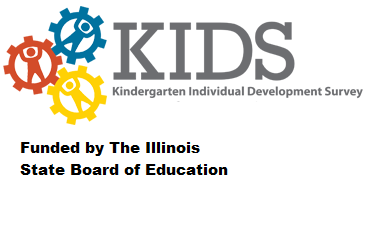 KIDS
Kindergarten Individual Development Survey
Funded by The Illinois
State Board of Education